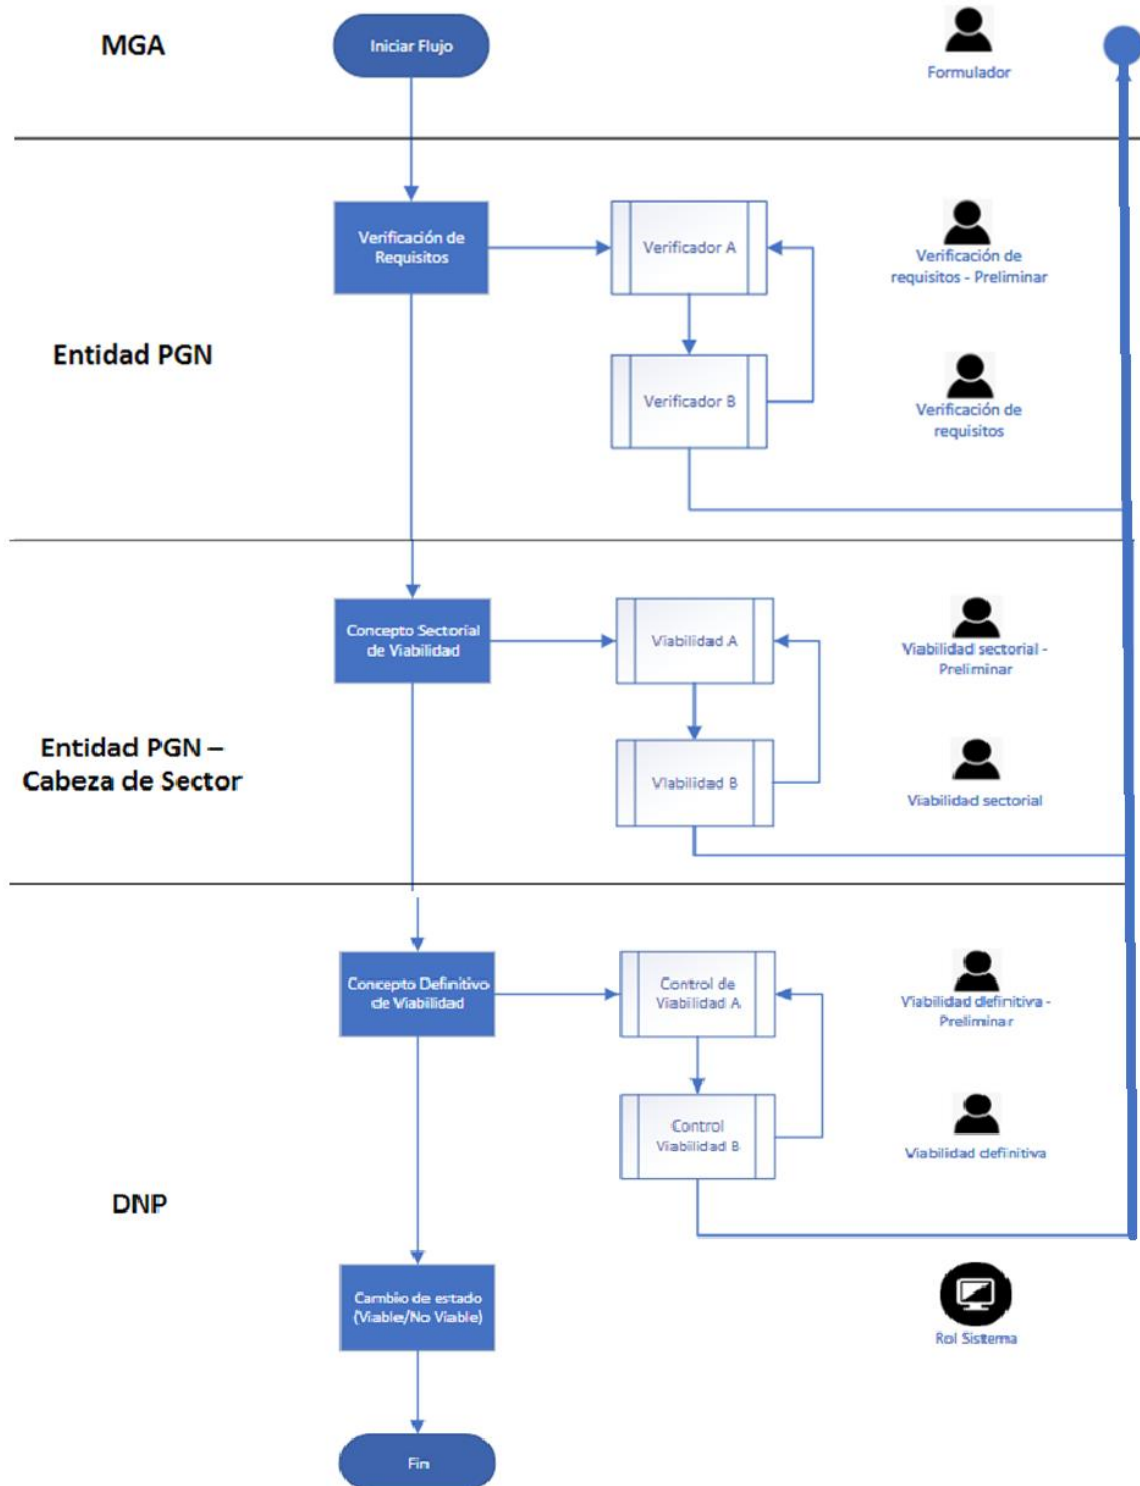 MGA
Iniciar Flujo
Formulador
Verificación de
Requisitos
Verificador A
Verificación de
requisitos - Preliminar
Entidad PGN
Verificador B
Verificación de
requisitos
Concepto Sectorial
de Viabilidad
Viabilidad A
Viabilidad sectorial -
Preliminar
Entidad PGN –
Cabeza de Sector
Viabilidad B
Viabilidad sectorial
Concepto Definitivo
de Viabilidad
Control de
Viabilidad A
Viabilidad definitiva -
Preliminar
Control
Viabilidad B
Viabilidad definitiva
DNP
Cambio de estado
(Viable/No Viable)
Rol Sistema
Fin